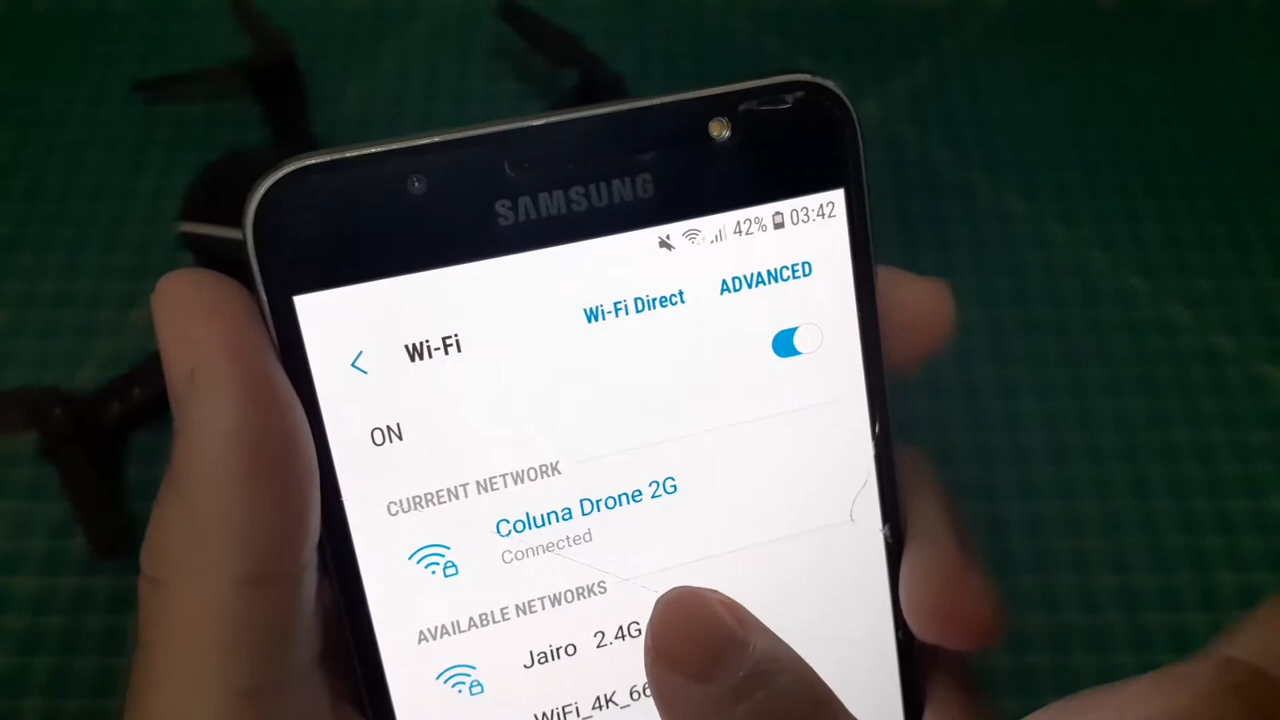 SAMSUNG
42% 03:42
Wi-Fi Direct ADVANCED
Wi-Fi
ON
CURRENT NETWORK
Coluna Drone 2G
Connected
AVAILABLE NETWORKS
Jairo 2.4G
WiFi_4K_66